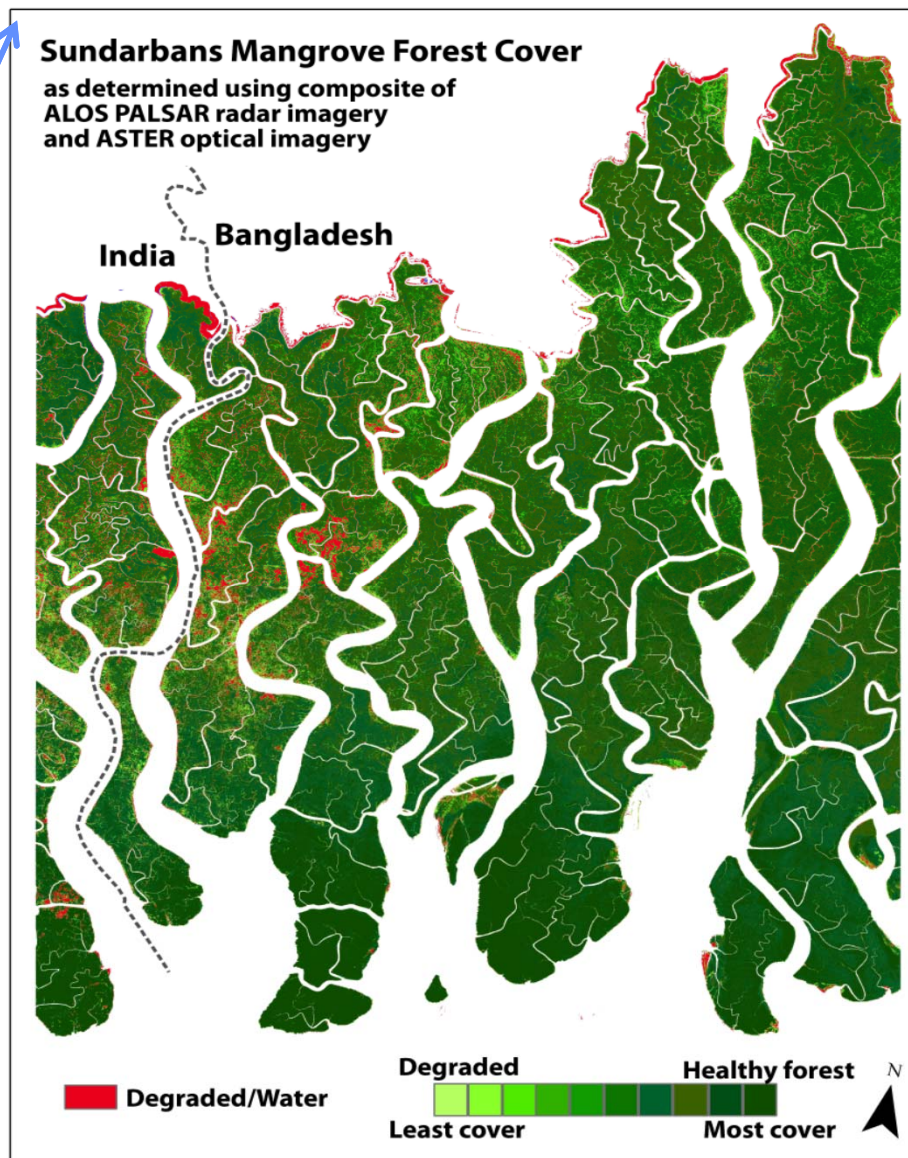 Sundarbans Mangrove Forest Cover
as determined using composite of
ALOS PALSAR radar imagery
and ASTER optical imagery
Bangladesh
India
Degraded/Water
Degraded
Healthy forest
Least cover
Most cover
N